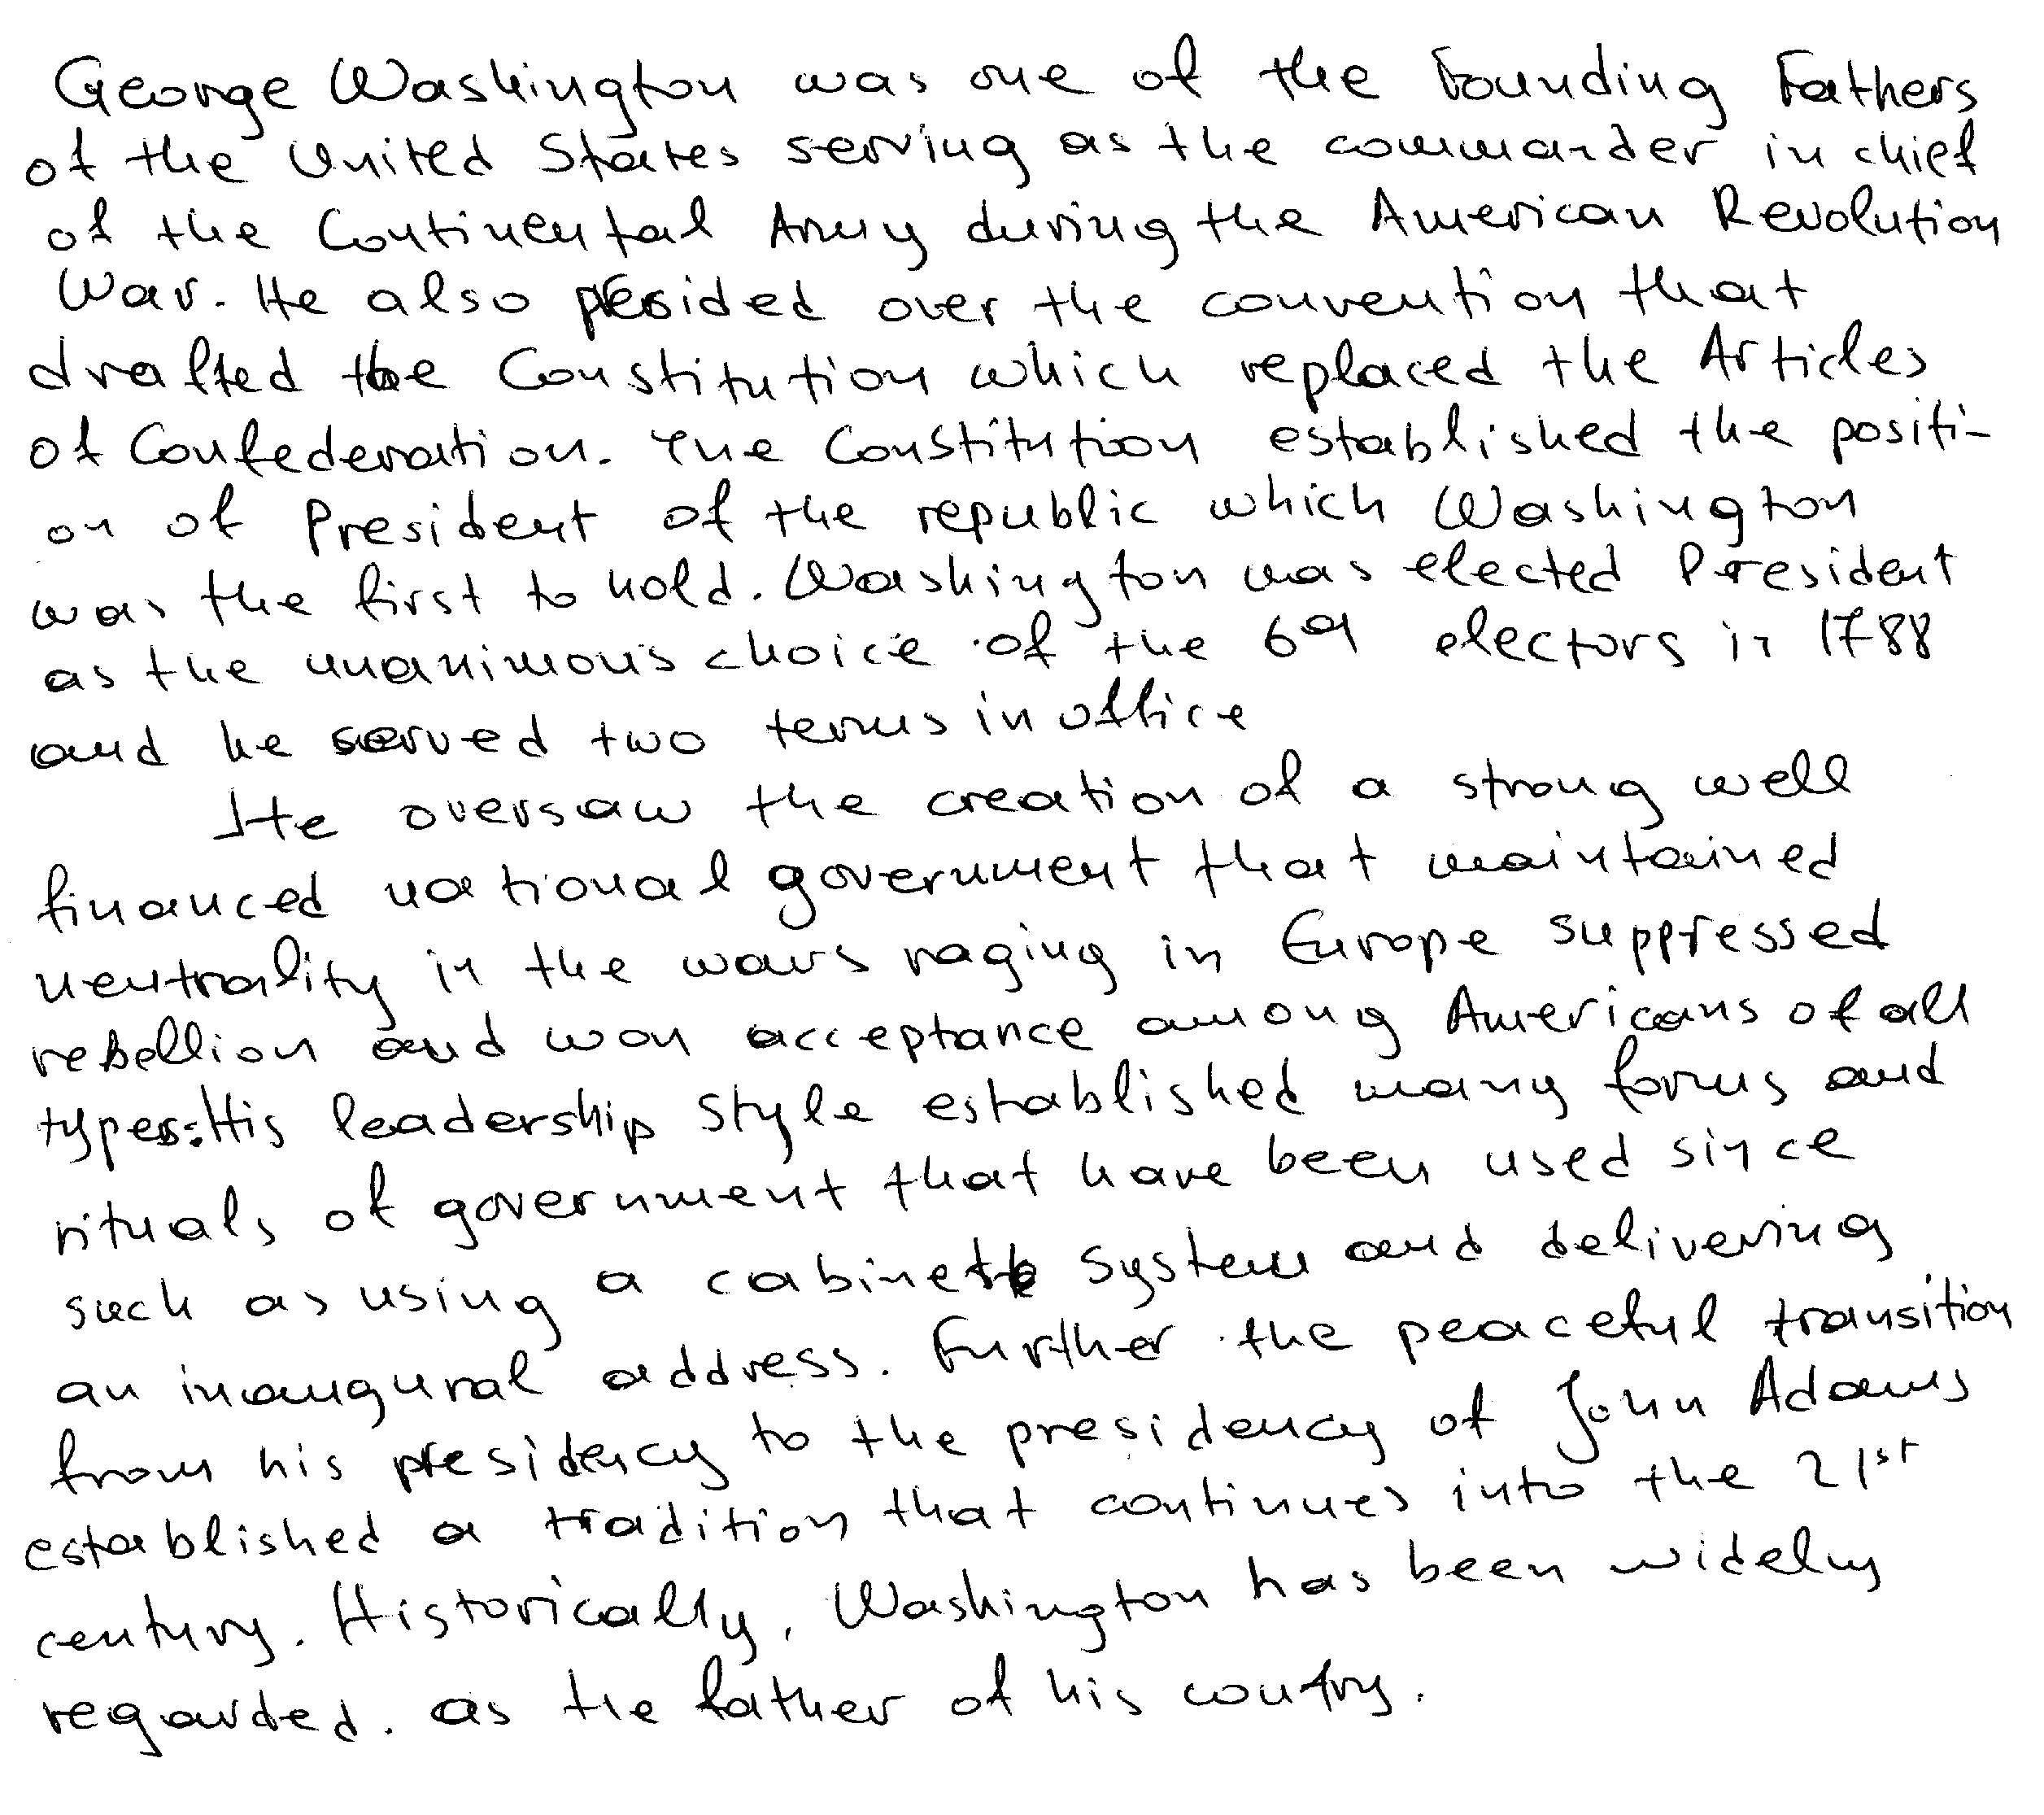 George Washington was one of the Founding Fathers
of the United States serving as the commander in chief
of the Continental Army during the American Revolution
War. He also presided over the convention that
drafted the Constitution which replaced the Articles
of Confederation. The Constitution established the positi-
on of President of the republic which Washington
was the first to hold. Washington was elected President
as the unanimous choice of the 69 electors in 1788
and he served two terms in office
He oversaw the creation of a strong well
financed national government that maintained
neutrality in the wars raging in Europe suppressed
rebellion and won acceptance among Americans of all
types. His leadership style established many forms and
rituals of government that have been used since
such as using a cabinet system and delivering
an inaugural address. Further the peaceful transition
from his presidency to the presidency of John Adams
established a tradition that continues into the 21st
century. Historically, Washington has been widely
regarded. as the father of his country.